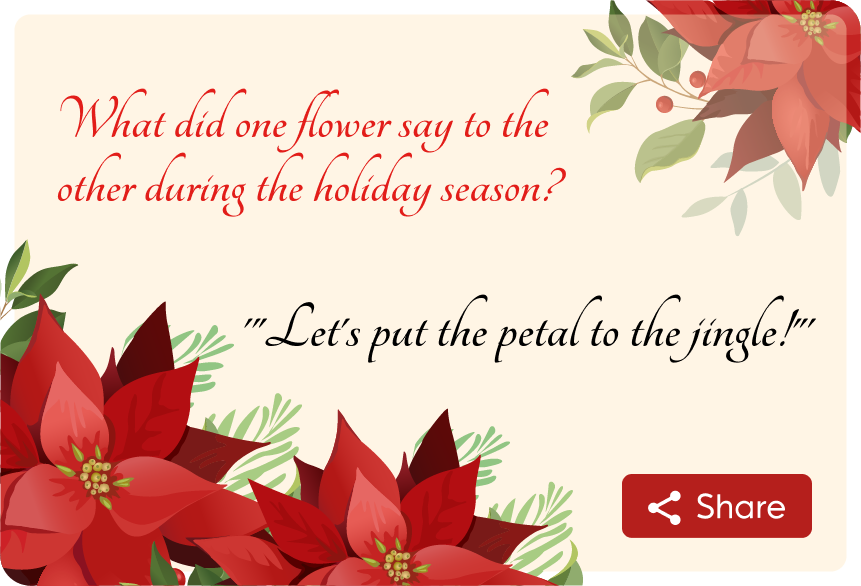 What did one flower say to the
other during the holiday season?
"'"Let's put the petal to the jingle!"'"
Share